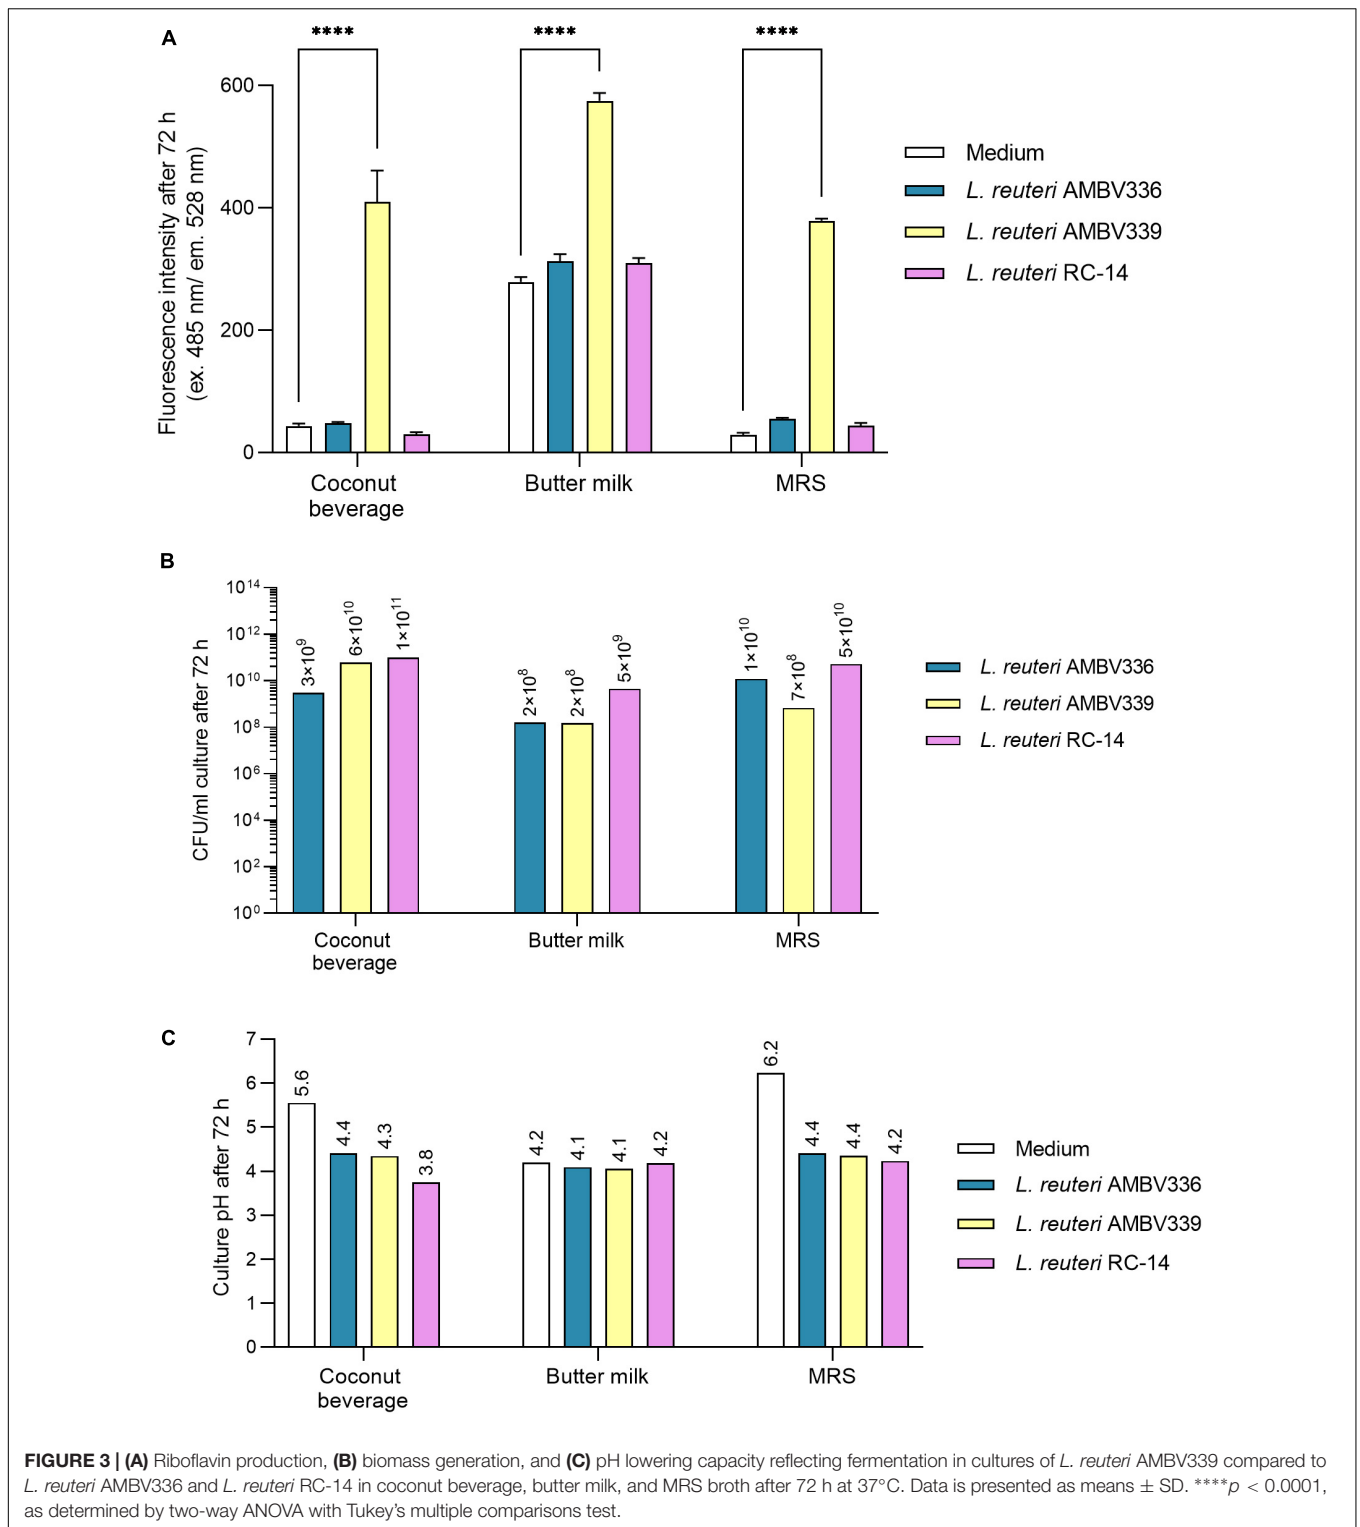 A
**** **** ****
Fluorescence intensity after 72 h
(ex. 485 nm/ em. 528 nm)
600
400
200
0
Coconut
beverage
Butter milk
MRS
Medium
L. reuteri AMBV336
L. reuteri AMBV339
L. reuteri RC-14
B
CFU/ml culture after 72 h
10¹⁴
10¹²
10¹⁰
10⁸
10⁶
10⁴
10²
10⁰
3×10⁹
6×10¹⁰
1×10¹¹
2×10⁸
2×10⁸
5×10⁹
1×10¹⁰
7×10⁸
5×10¹⁰
Coconut
beverage
Butter milk
MRS
L. reuteri AMBV336
L. reuteri AMBV339
L. reuteri RC-14
C
Culture pH after 72 h
7
6
5
4
3
2
1
0
5.6
4.4
4.3
3.8
4.2
4.1
4.1
4.2
6.2
4.4
4.4
4.2
Coconut
beverage
Butter milk
MRS
Medium
L. reuteri AMBV336
L. reuteri AMBV339
L. reuteri RC-14
FIGURE 3 | (A) Riboflavin production, (B) biomass generation, and (C) pH lowering capacity reflecting fermentation in cultures of L. reuteri AMBV339 compared to
L. reuteri AMBV336 and L. reuteri RC-14 in coconut beverage, butter milk, and MRS broth after 72 h at 37°C. Data is presented as means ± SD. ****p < 0.0001,
as determined by two-way ANOVA with Tukey's multiple comparisons test.